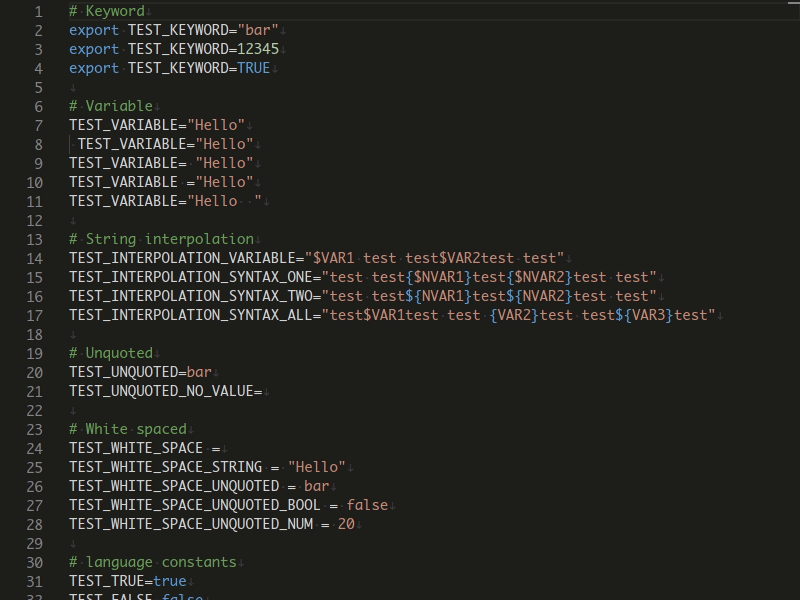 1 # Keyword
2 export TEST_KEYWORD="bar"
3 export TEST_KEYWORD=12345
4 export TEST_KEYWORD=TRUE
5
6 # Variable
7 TEST_VARIABLE="Hello"
8  TEST_VARIABLE="Hello"
9 TEST_VARIABLE= "Hello"
10 TEST_VARIABLE ="Hello"
11 TEST_VARIABLE="Hello  "
12
13 # String interpolation
14 TEST_INTERPOLATION_VARIABLE="$VAR1 test test$VAR2test test"
15 TEST_INTERPOLATION_SYNTAX_ONE="test test{$NVAR1}test{$NVAR2}test test"
16 TEST_INTERPOLATION_SYNTAX_TWO="test test${NVAR1}test${NVAR2}test test"
17 TEST_INTERPOLATION_SYNTAX_ALL="test$VAR1test test {VAR2}test test${VAR3}test"
18
19 # Unquoted
20 TEST_UNQUOTED=bar
21 TEST_UNQUOTED_NO_VALUE=
22
23 # White spaced
24 TEST_WHITE_SPACE =
25 TEST_WHITE_SPACE_STRING = "Hello"
26 TEST_WHITE_SPACE_UNQUOTED = bar
27 TEST_WHITE_SPACE_UNQUOTED_BOOL = false
28 TEST_WHITE_SPACE_UNQUOTED_NUM = 20
29
30 # language constants
31 TEST_TRUE=true
32 TEST_FALSE=false